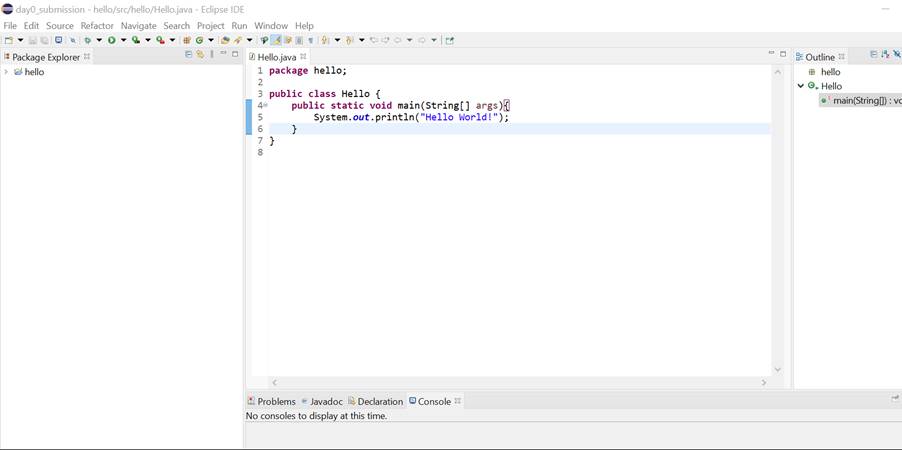 day0_submission - hello/src/hello/Hello.java - Eclipse IDE
File Edit Source Refactor Navigate Search Project Run Window Help
Package Explorer
hello
Hello.java
1 package hello;
2
3 public class Hello {
4 public static void main(String[] args){
5 System.out.println("Hello World!");
6 }
7 }
8
Outline
hello
Hello
main(String[]) : vo
Problems Javadoc Declaration Console
No consoles to display at this time.